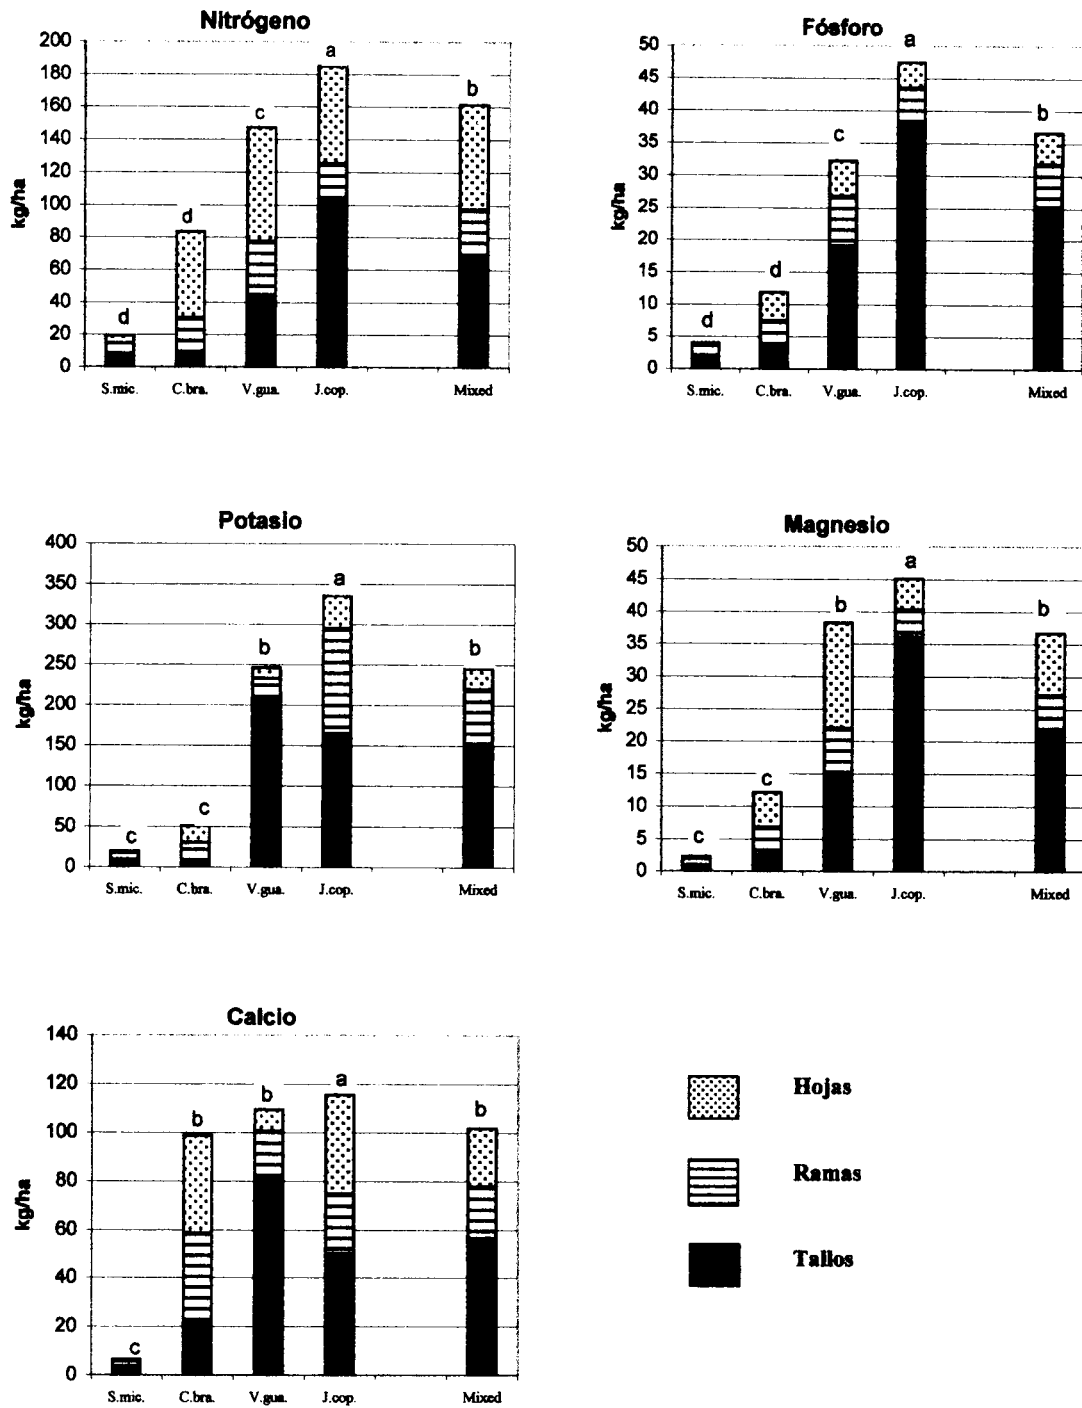 Nitrógeno
200
180
160
140
120
100
80
60
40
20
0
kg/ha
d
d
c
a
b
S.mic. C.bra. V.gua. J.cop. Mixed
Fósforo
50
45
40
35
30
25
20
15
10
5
0
kg/ha
d
d
c
a
b
S.mic. C.bra. V.gua. J.cop. Mixed
Potasio
400
350
300
250
200
150
100
50
0
kg/ha
c
c
b
a
b
S.mic. C.bra. V.gua. J.cop. Mixed
Magnesio
50
45
40
35
30
25
20
15
10
5
0
kg/ha
c
c
b
a
b
S.mic. C.bra. V.gua. J.cop. Mixed
Calcio
140
120
100
80
60
40
20
0
kg/ha
c
b
b
a
b
S.mic. C.bra. V.gua. J.cop. Mixed
Hojas
Ramas
Tallos